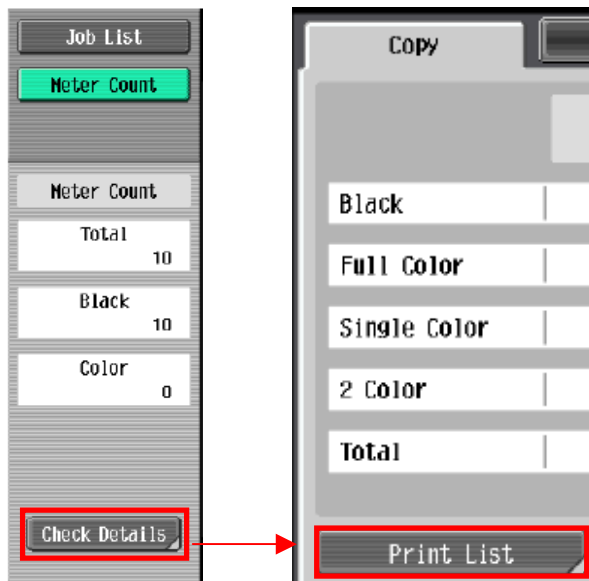 Job List
Meter Count
Meter Count
Total
10
Black
10
Color
0
Check Details
Copy
Black
Full Color
Single Color
2 Color
Total
Print List